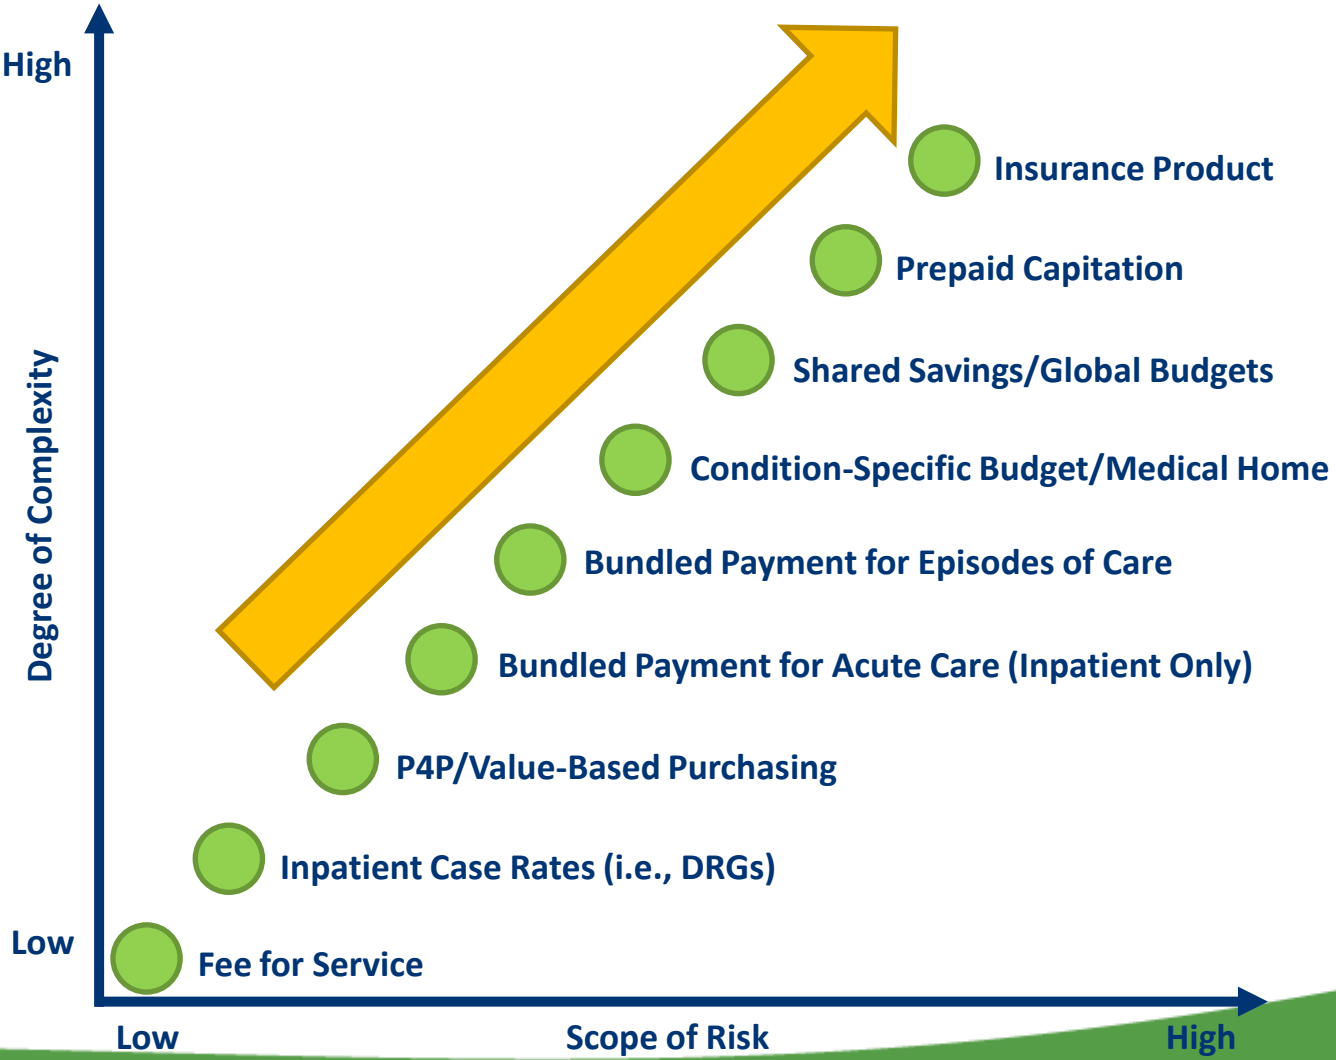 High
Insurance Product
Prepaid Capitation
Shared Savings/Global Budgets
Condition-Specific Budget/Medical Home
Degree of Complexity
Bundled Payment for Episodes of Care
Bundled Payment for Acute Care (Inpatient Only)
P4P/Value-Based Purchasing
Inpatient Case Rates (i.e., DRGs)
Low
Fee for Service
Low
Scope of Risk
High